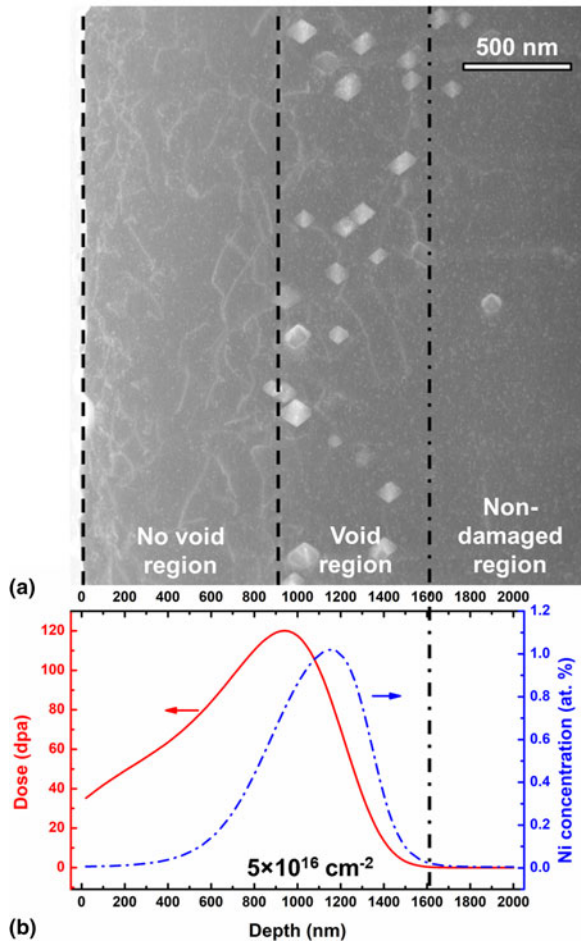 500 nm
No void
region
Void
region
Non-
damaged
region
(a)
0 200 400 600 800 1000 1200 1400 1600 1800 2000
120
100
80
60
40
20
0
Dose (dpa)
1.2
1.0
0.8
0.6
0.4
0.2
0.0
Ni concentration (at. %)
5×10¹⁶ cm⁻²
0 200 400 600 800 1000 1200 1400 1600 1800 2000
(b)
Depth (nm)